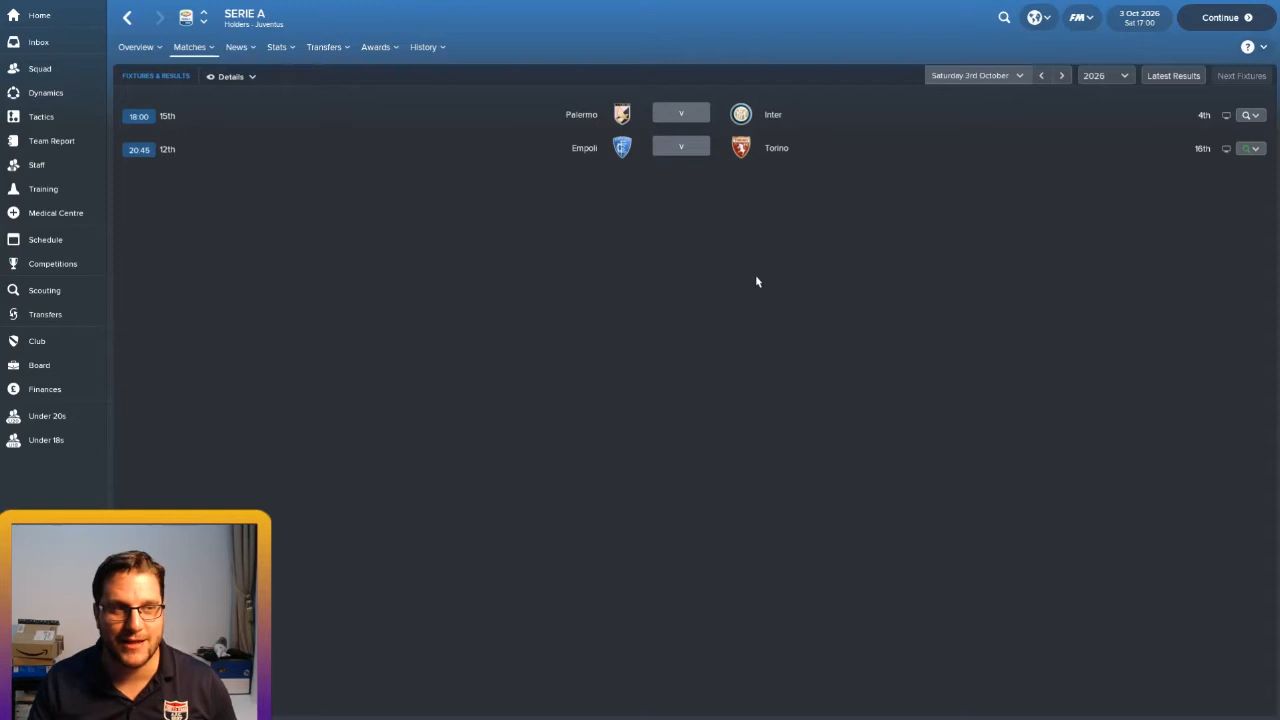 Home
SERIE A
Holders - Juventus
FM
3 Oct 2026
Sat 17:00
Continue
Inbox
Overview
Matches
News
Stats
Transfers
Awards
History
?
Squad
FIXTURES & RESULTS
Details
Saturday 3rd October
2026
Latest Results
Next Fixtures
Dynamics
Tactics
18:00 15th Palermo v Inter 4th
Team Report
20:45 12th Empoli v Torino 16th
Staff
Training
Medical Centre
Schedule
Competitions
Scouting
Transfers
Club
Board
Finances
Under 20s
Under 18s